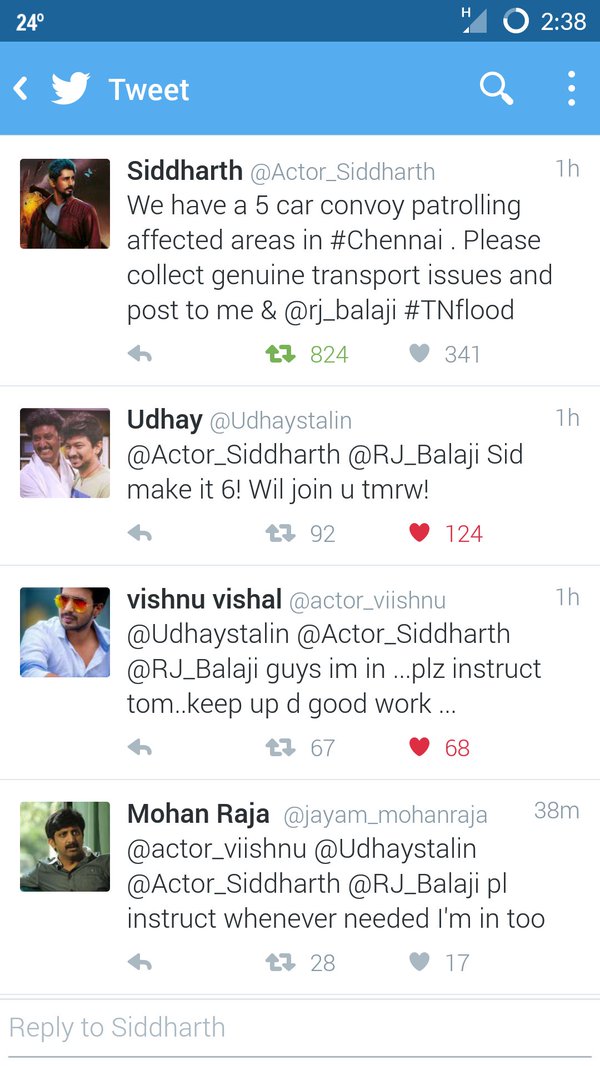 24°
H
2:38
Tweet
Siddharth @Actor_Siddharth 1h
We have a 5 car convoy patrolling
affected areas in #Chennai . Please
collect genuine transport issues and
post to me & @rj_balaji #TNflood
824 341
Udhay @Udhaystalin 1h
@Actor_Siddharth @RJ_Balaji Sid
make it 6! Wil join u tmrw!
92 124
vishnu vishal @actor_viishnu 1h
@Udhaystalin @Actor_Siddharth
@RJ_Balaji guys im in ...plz instruct
tom..keep up d good work ...
67 68
Mohan Raja @jayam_mohanraja 38m
@actor_viishnu @Udhaystalin
@Actor_Siddharth @RJ_Balaji pl
instruct whenever needed I'm in too
28 17
Reply to Siddharth